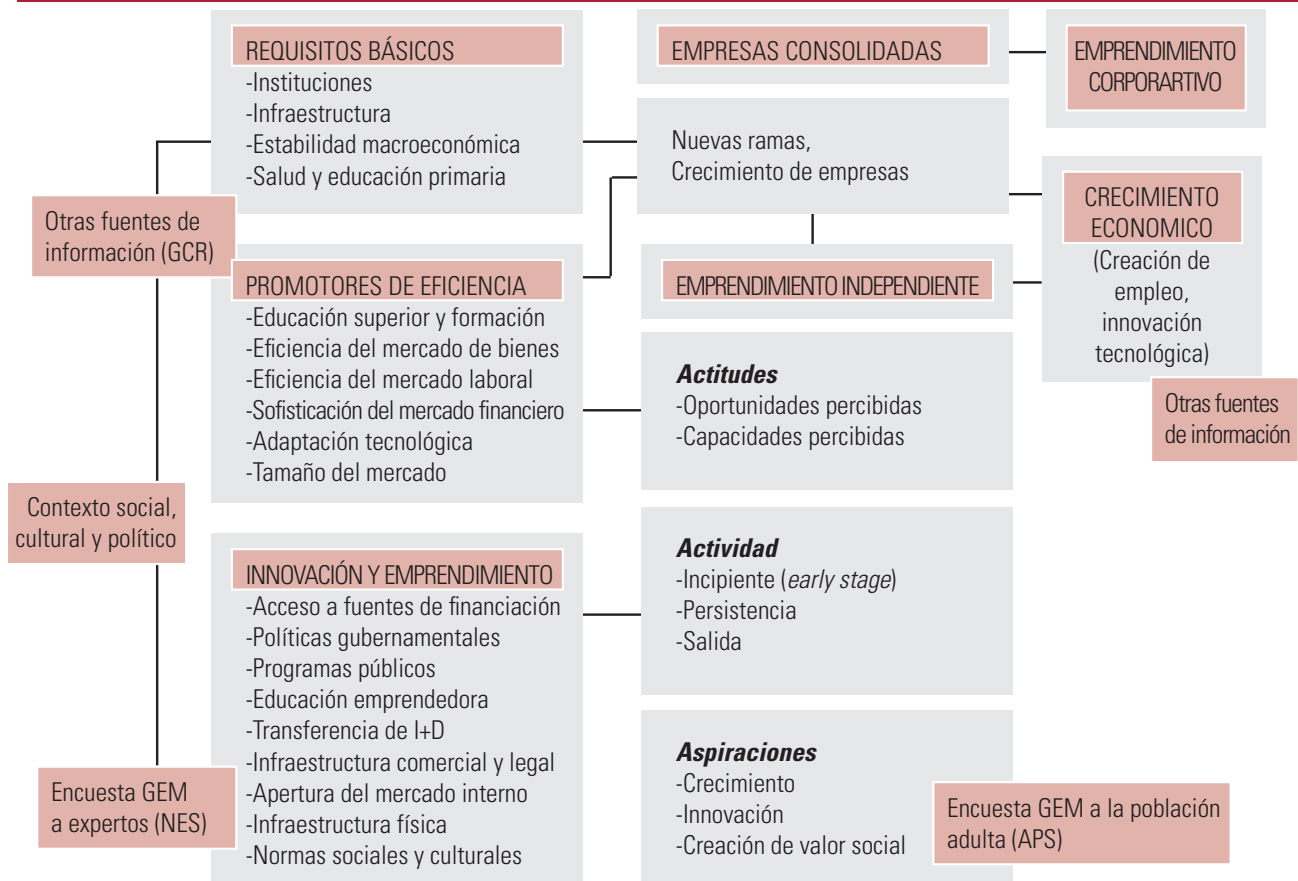 REQUISITOS BÁSICOS
-Instituciones
-Infraestructura
-Estabilidad macroeconómica
-Salud y educación primaria
EMPRESAS CONSOLIDADAS
EMPRENDIMIENTO
CORPORARTIVO
Nuevas ramas,
Crecimiento de empresas
Otras fuentes de
información (GCR)
PROMOTORES DE EFICIENCIA
-Educación superior y formación
-Eficiencia del mercado de bienes
-Eficiencia del mercado laboral
-Sofisticación del mercado financiero
-Adaptación tecnológica
-Tamaño del mercado
EMPRENDIMIENTO INDEPENDIENTE
CRECIMIENTO
ECONOMICO
(Creación de
empleo,
innovación
tecnológica)
Otras fuentes
de información
Actitudes
-Oportunidades percibidas
-Capacidades percibidas
Contexto social,
cultural y político
INNOVACIÓN Y EMPRENDIMIENTO
-Acceso a fuentes de financiación
-Políticas gubernamentales
-Programas públicos
-Educación emprendedora
-Transferencia de I+D
-Infraestructura comercial y legal
-Apertura del mercado interno
-Infraestructura física
-Normas sociales y culturales
Actividad
-Incipiente (early stage)
-Persistencia
-Salida
Encuesta GEM
a expertos (NES)
Aspiraciones
-Crecimiento
-Innovación
-Creación de valor social
Encuesta GEM a la población
adulta (APS)